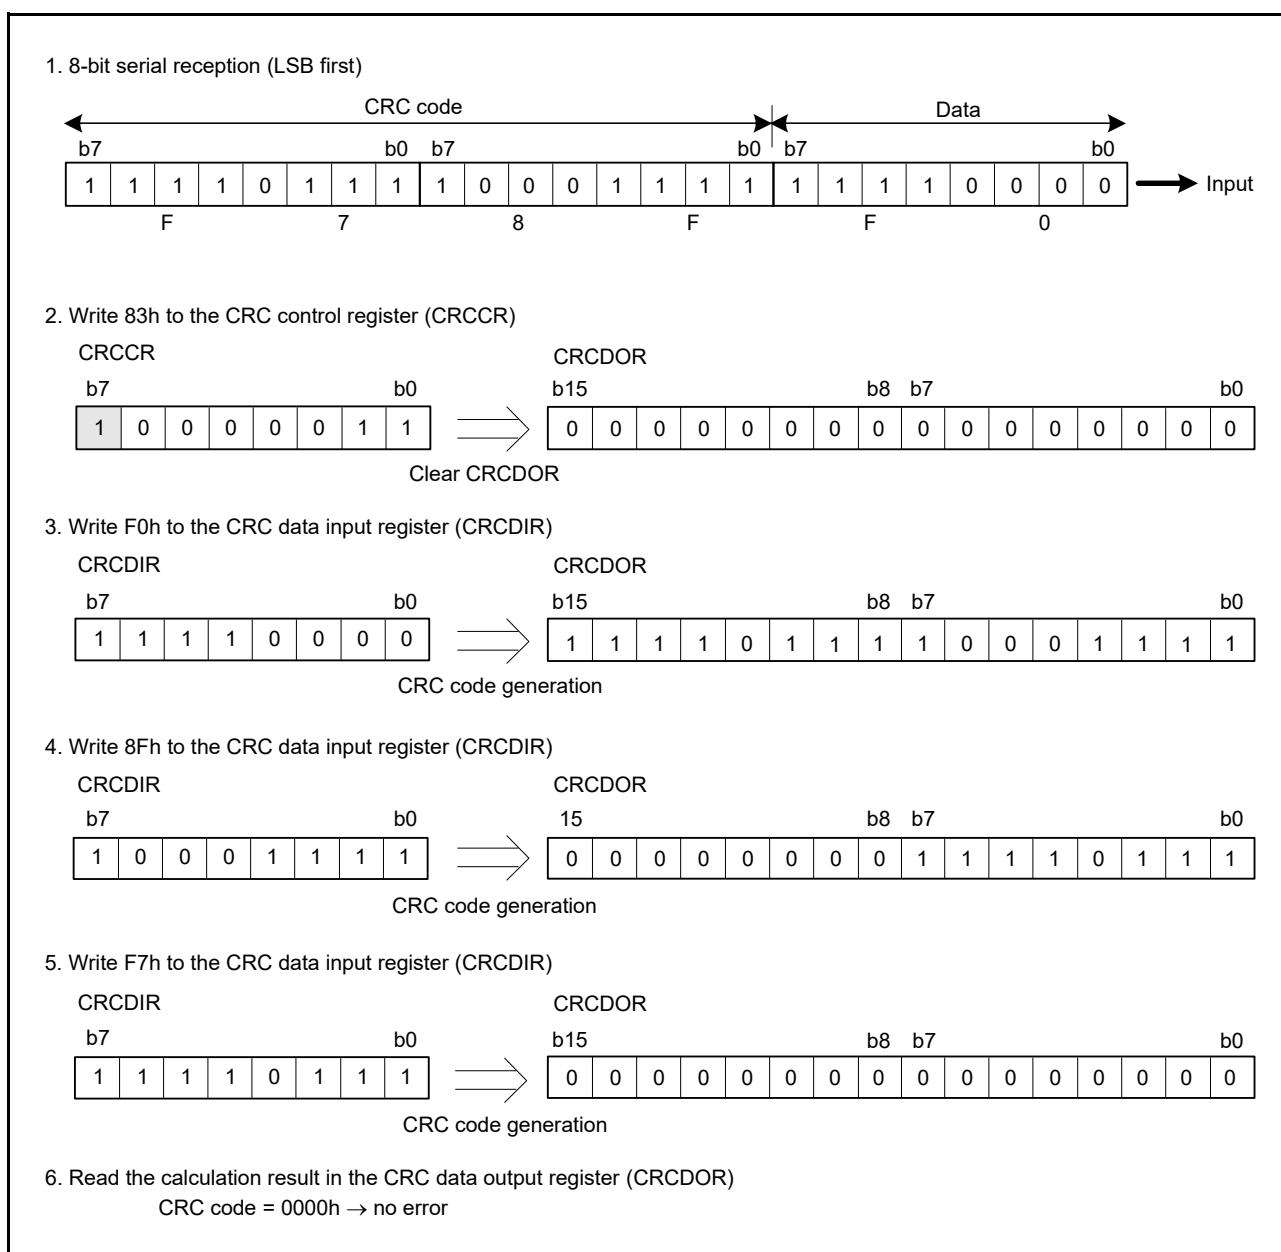 1. 8-bit serial reception (LSB first)
CRC code Data
b7 b0 b7 b0 b7 b0
1 1 1 1 0 1 1 1 1 0 0 0 1 1 1 1 1 1 1 1 0 0 0 0 Input
F 7 8 F F 0
2. Write 83h to the CRC control register (CRCCR)
CRCCR CRCDOR
b7 b0 b15 b8 b7 b0
1 0 0 0 0 0 1 1 0 0 0 0 0 0 0 0 0 0 0 0 0 0 0 0
Clear CRCDOR
3. Write F0h to the CRC data input register (CRCDIR)
CRCDIR CRCDOR
b7 b0 b15 b8 b7 b0
1 1 1 1 0 0 0 0 1 1 1 1 0 1 1 1 1 0 0 0 1 1 1 1
CRC code generation
4. Write 8Fh to the CRC data input register (CRCDIR)
CRCDIR CRCDOR
b7 b0 15 b8 b7 b0
1 0 0 0 1 1 1 1 0 0 0 0 0 0 0 0 1 1 1 1 0 1 1 1
CRC code generation
5. Write F7h to the CRC data input register (CRCDIR)
CRCDIR CRCDOR
b7 b0 b15 b8 b7 b0
1 1 1 1 0 1 1 1 0 0 0 0 0 0 0 0 0 0 0 0 0 0 0 0
CRC code generation
6. Read the calculation result in the CRC data output register (CRCDOR)
CRC code = 0000h → no error